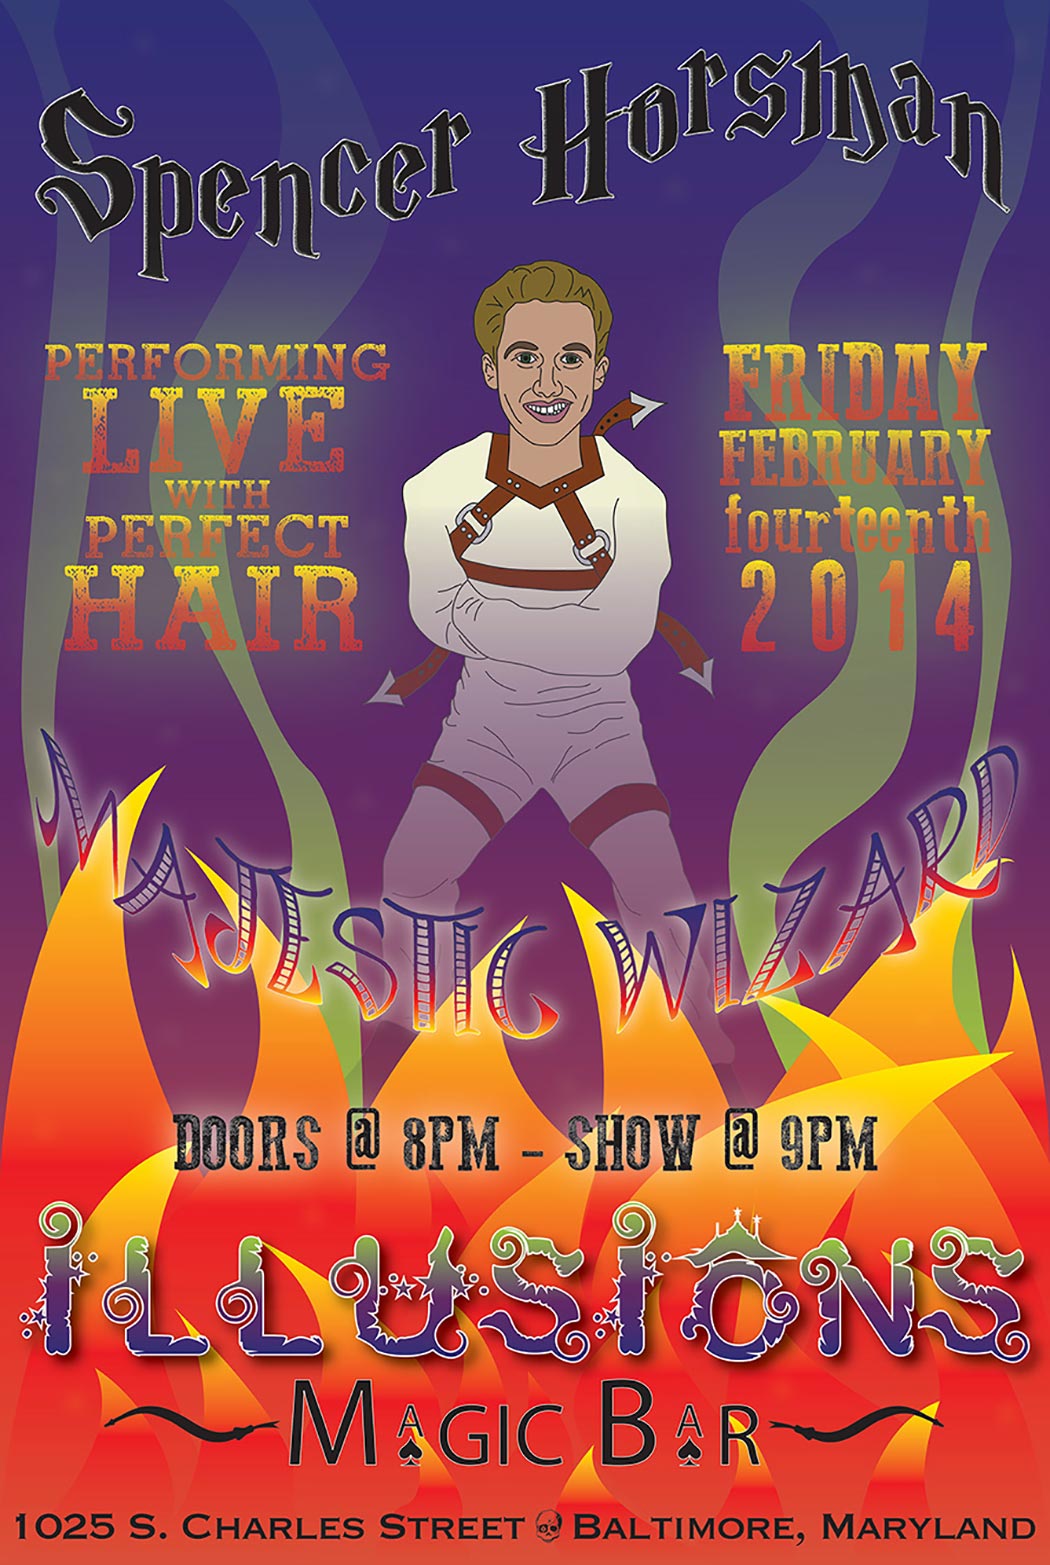 Spencer Horsman
PERFORMING
LIVE
WITH
PERFECT
HAIR
FRIDAY
FEBRUARY
fourteenth
2014
MAJESTIC WIZARD
DOORS @ 8PM - SHOW @ 9PM
ILLUSIONS
MAGIC BAR
1025 S. CHARLES STREET BALTIMORE, MARYLAND